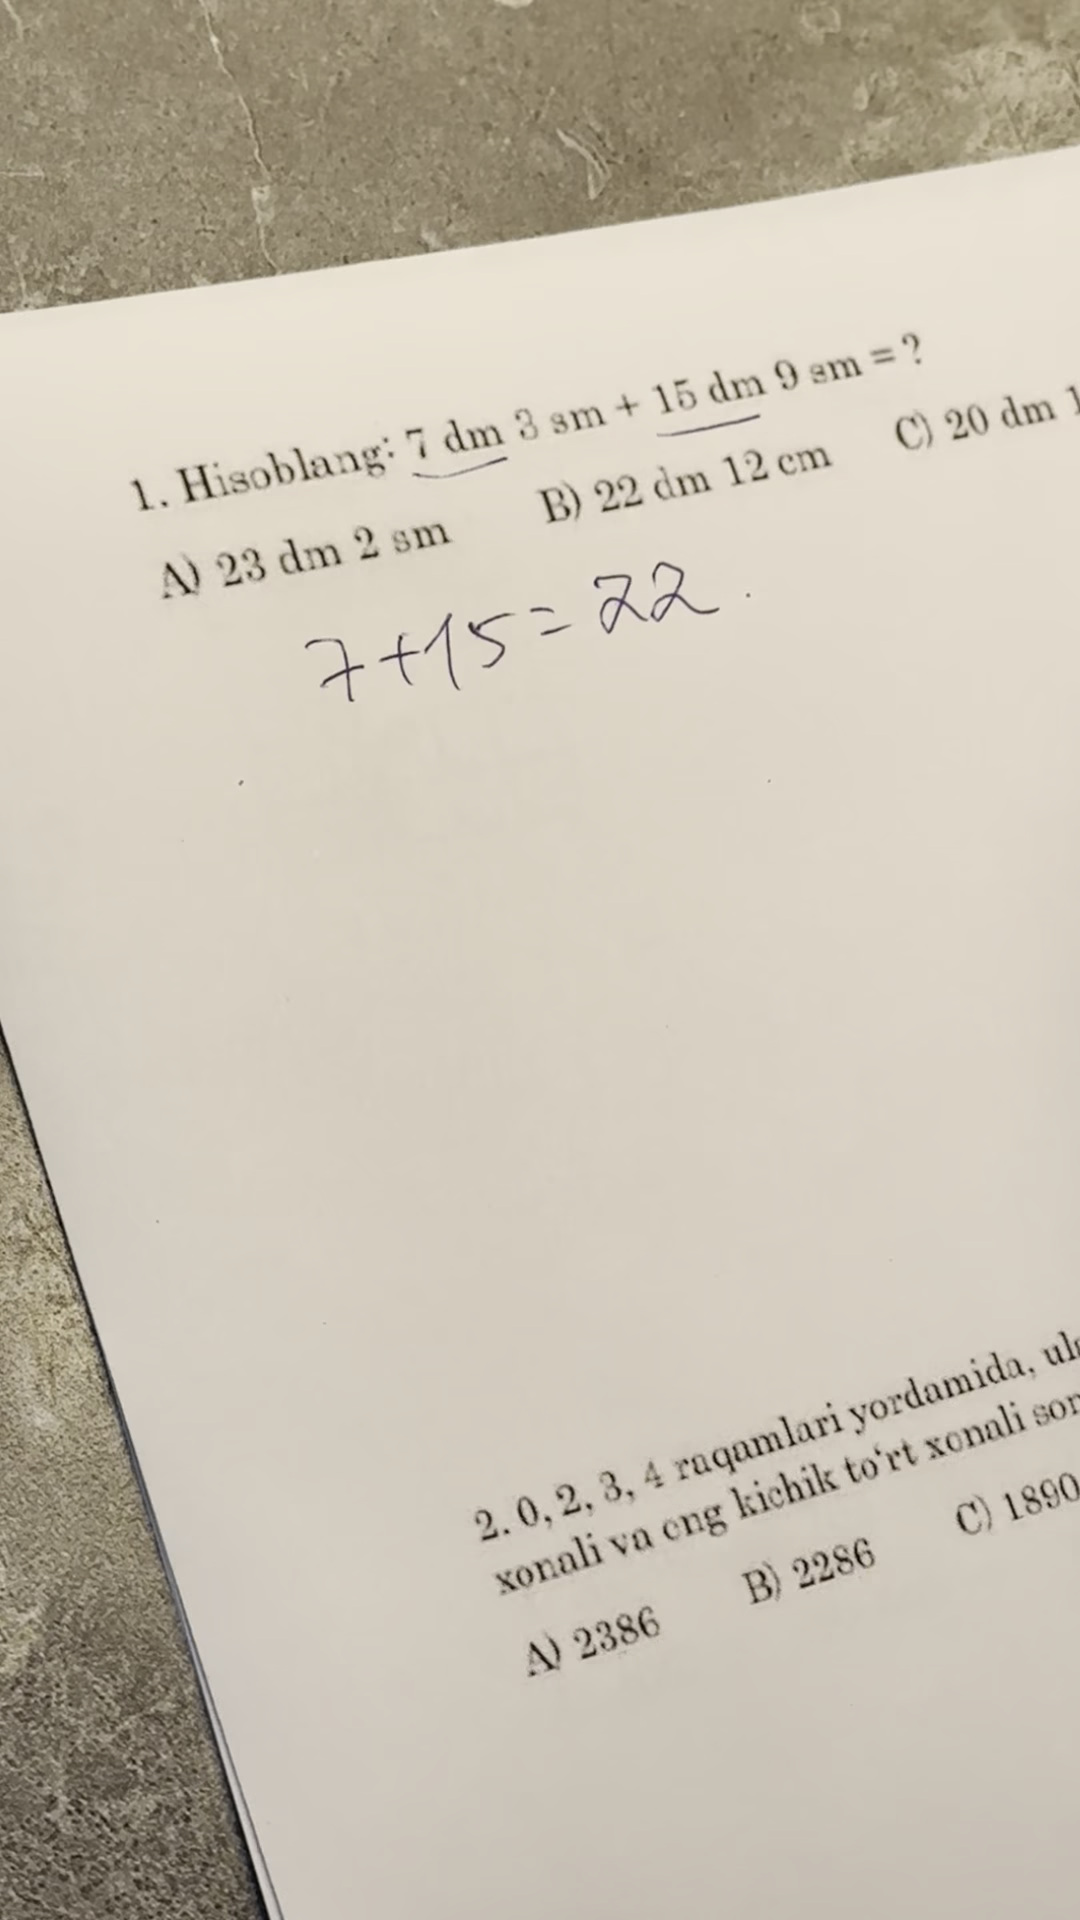 1. Hisoblang: 7 dm 3 sm + 15 dm 9 sm = ?
A) 23 dm 2 sm B) 22 dm 12 cm C) 20 dm 1
7+15=22
2. 0, 2, 3, 4 raqamlari yordamida,
xonali va eng kichik to‘rt xonali son
A) 2386 B) 2286 C) 1890